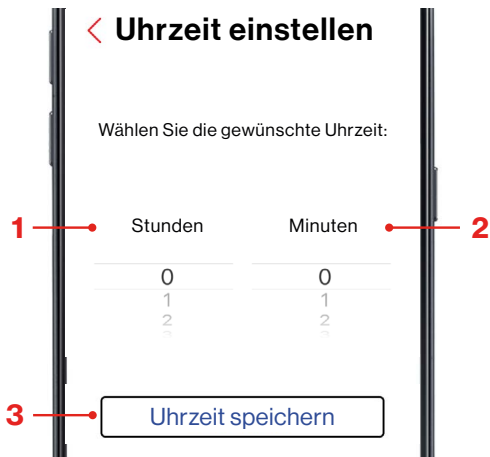 Uhrzeit einstellen
Wählen Sie die gewünschte Uhrzeit:
1 Stunden Minuten 2
0 0
1 1
2 2
3 Uhrzeit speichern